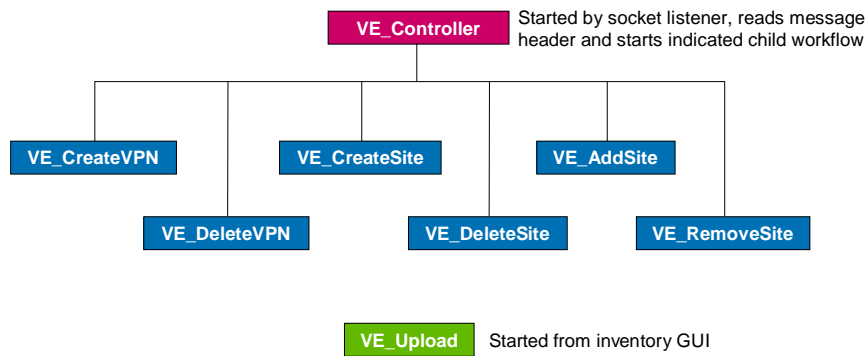 VE_Controller
Started by socket listener, reads message
header and starts indicated child workflow
VE_CreateVPN
VE_CreateSite
VE_AddSite
VE_DeleteVPN
VE_DeleteSite
VE_RemoveSite
VE_Upload
Started from inventory GUI